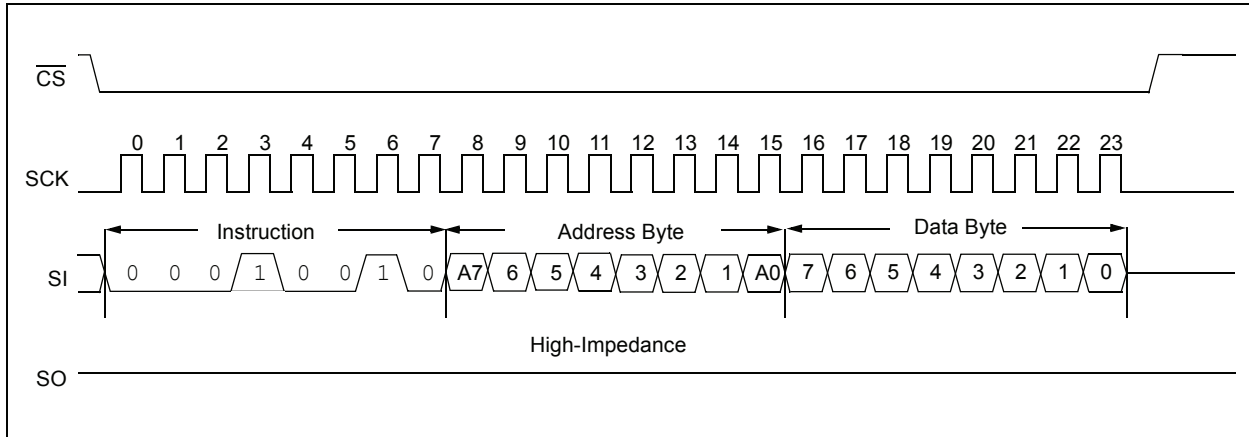 CS
0 1 2 3 4 5 6 7 8 9 10 11 12 13 14 15 16 17 18 19 20 21 22 23
SCK
Instruction Address Byte Data Byte
SI 0 0 0 1 0 0 1 0 A7 6 5 4 3 2 1 A0 7 6 5 4 3 2 1 0
High-Impedance
SO